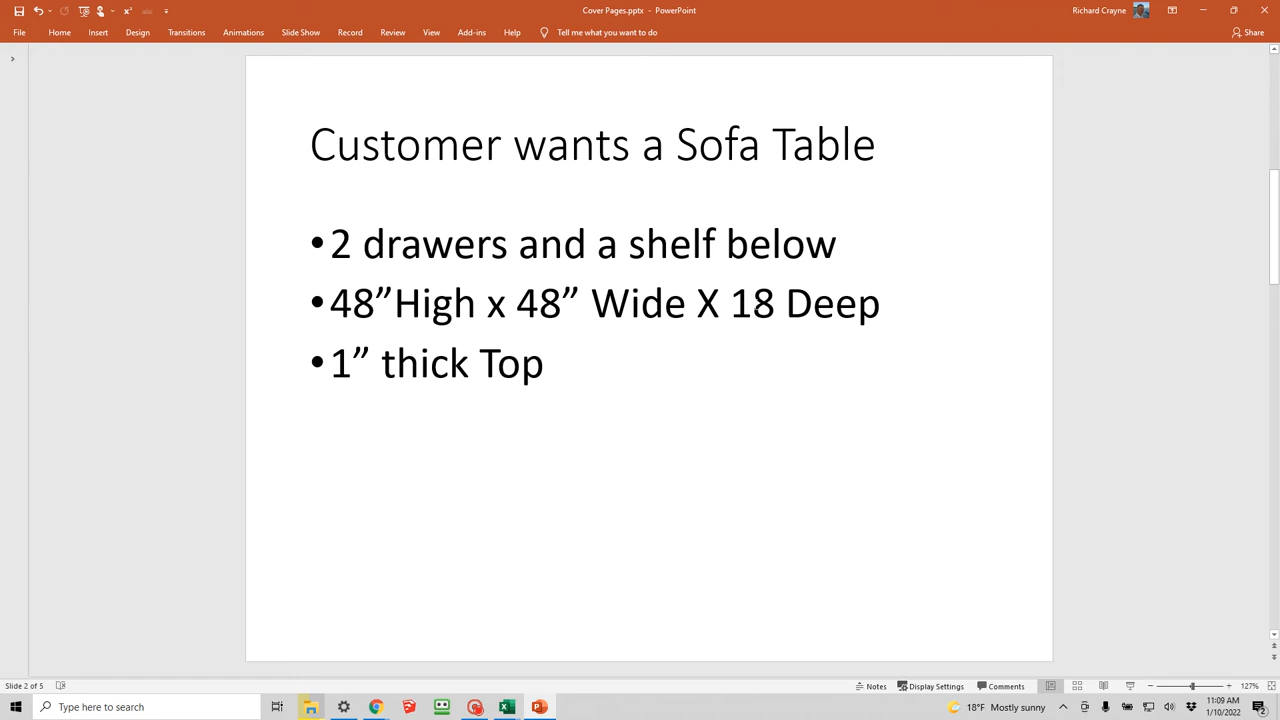 Cover Pages.pptx - PowerPoint
Richard Crayne
File Home Insert Design Transitions Animations Slide Show Record Review View Add-ins Help Tell me what you want to do Share
Customer wants a Sofa Table
•2 drawers and a shelf below
•48”High x 48” Wide X 18 Deep
•1” thick Top
Slide 2 of 5
Notes Display Settings Comments 127%
Type here to search
18°F Mostly sunny
11:09 AM
1/10/2022
2